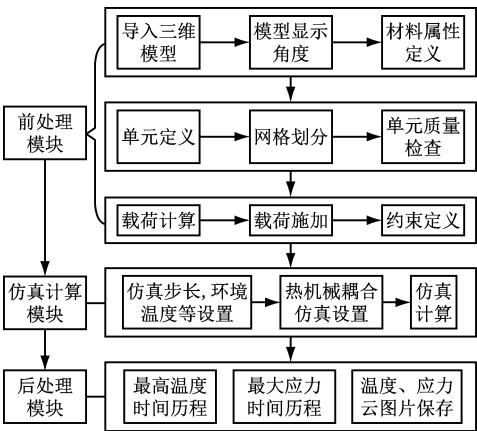 导入三维
模型
模型显示
角度
材料属性
定义
前处理
模块
单元定义
网格划分
单元质量
检查
载荷计算
载荷施加
约束定义
仿真计算
模块
仿真步长,环境
温度等设置
热机械耦合
仿真设置
仿真
计算
后处理
模块
最高温度
时间历程
最大应力
时间历程
温度、应力
云图片保存